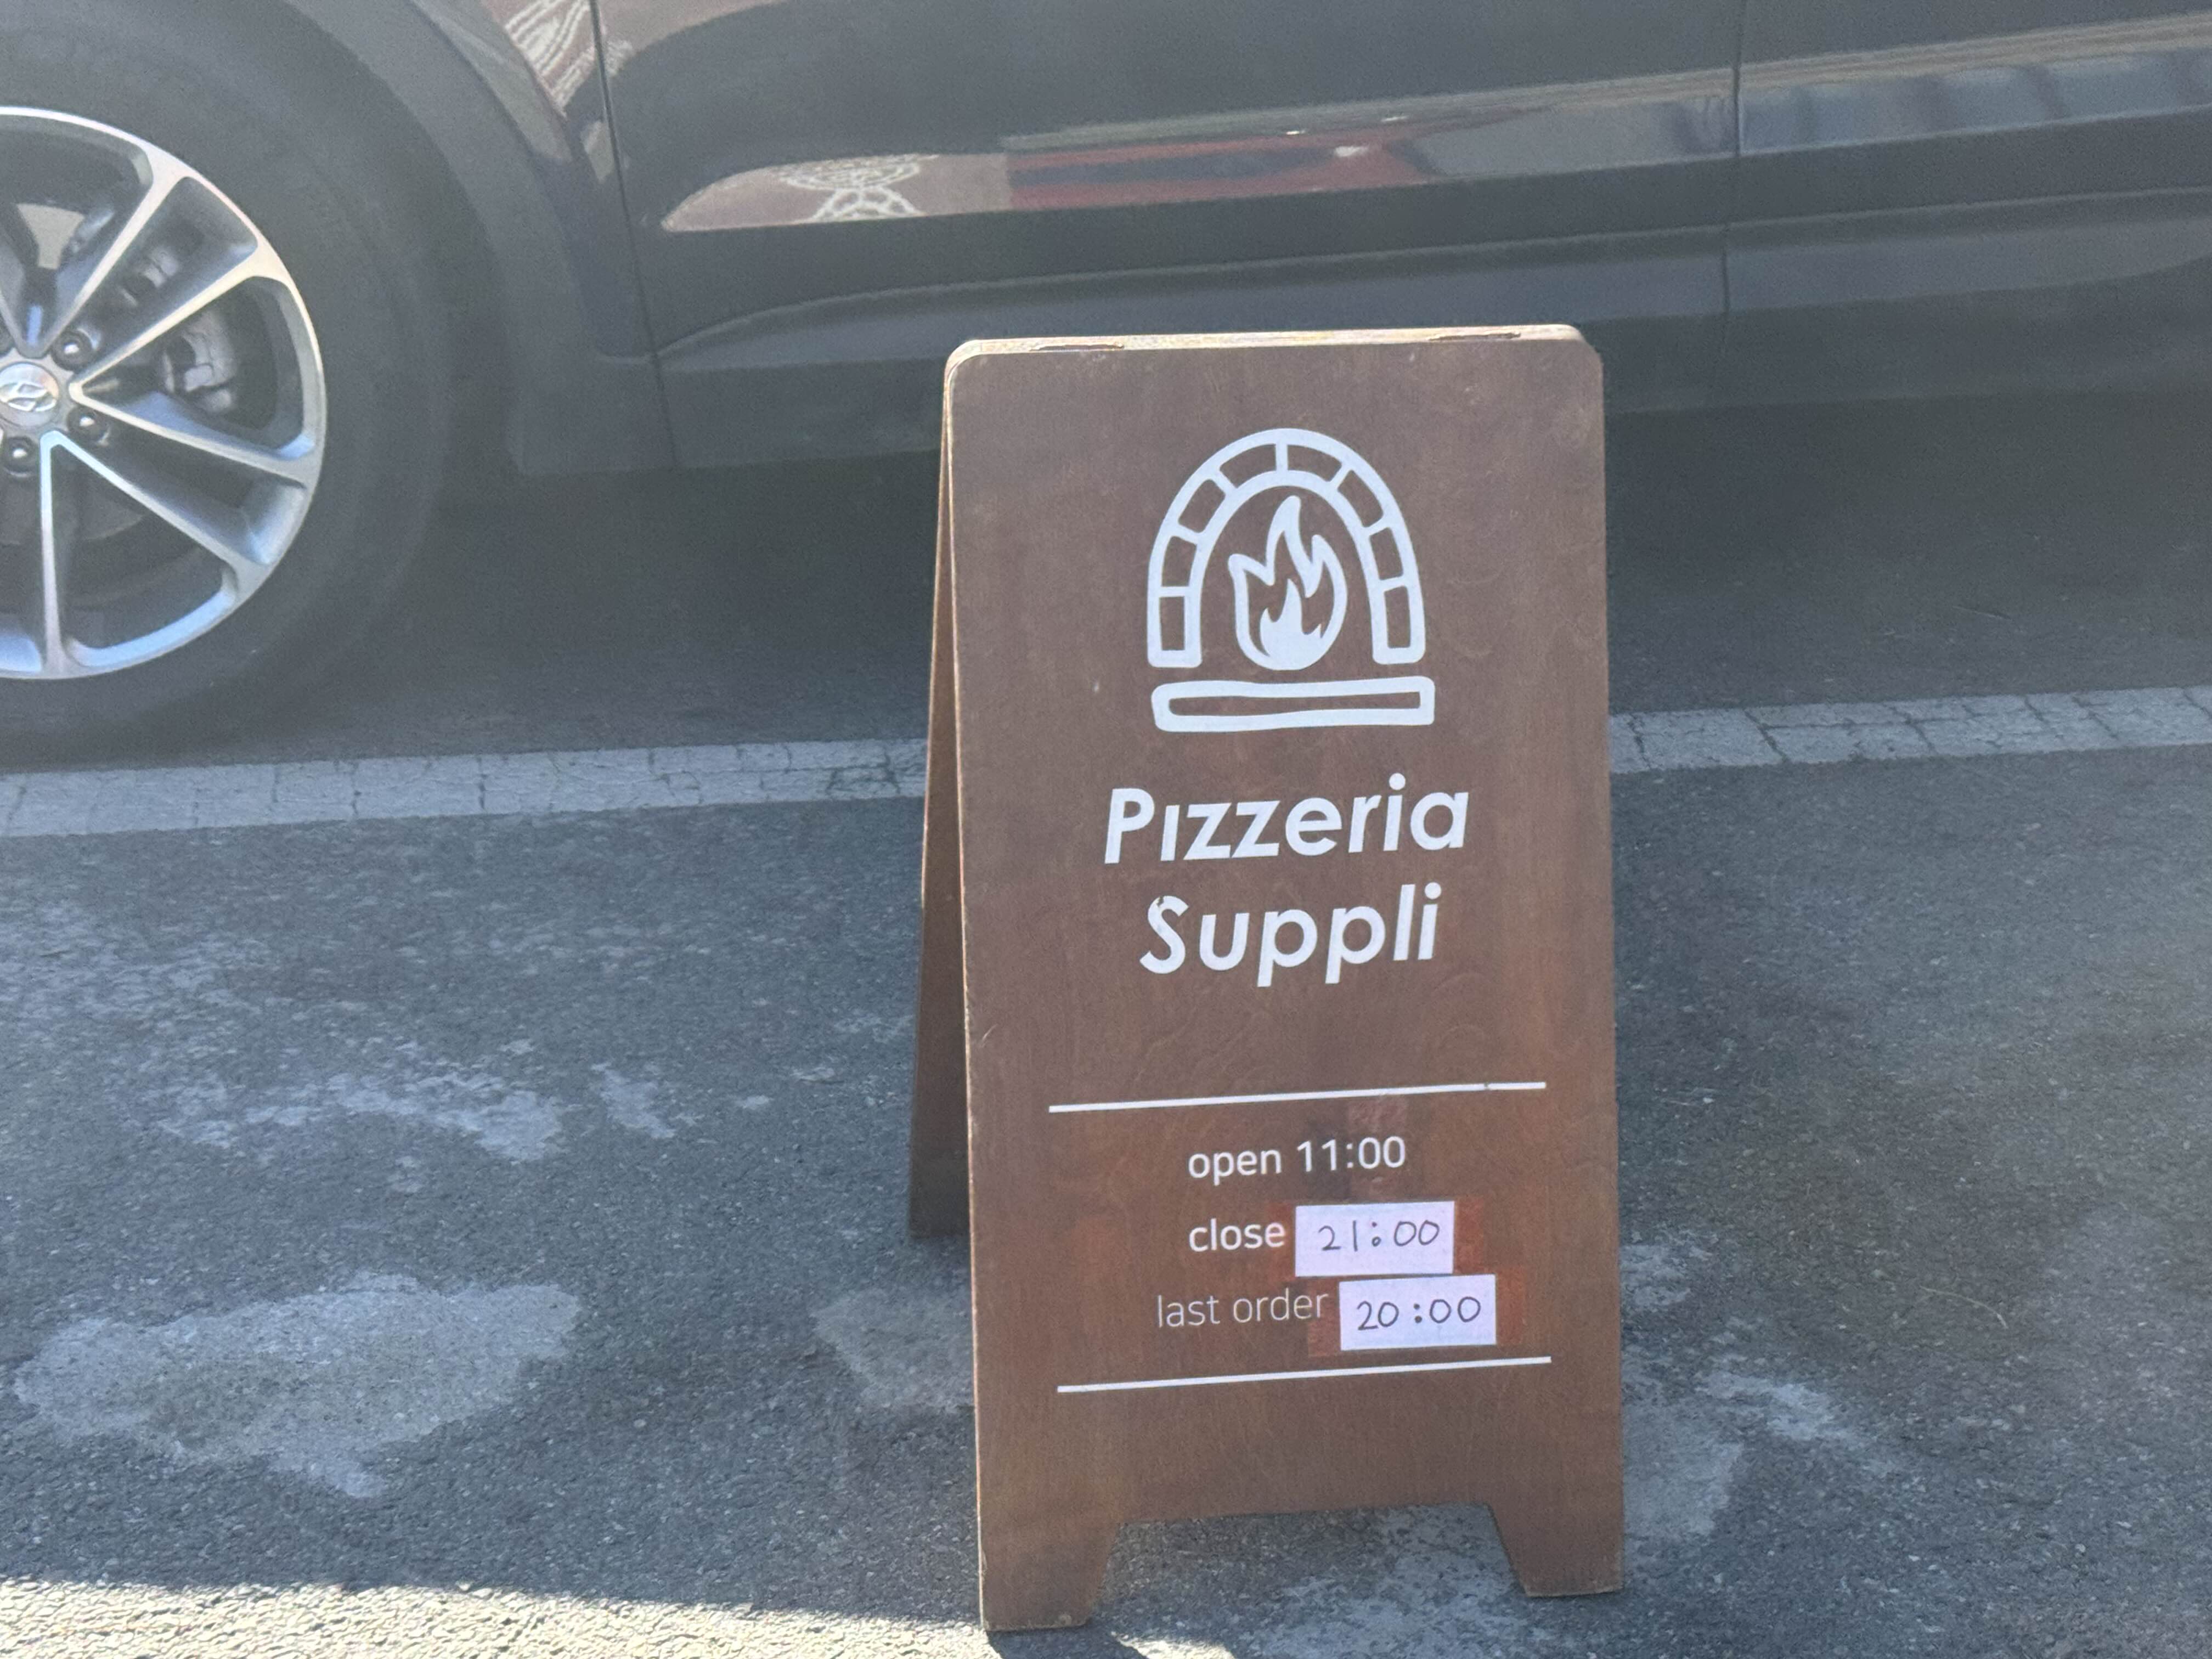 Pizzeria
Suppli
open 11:00
close 21:00
last order 20:00